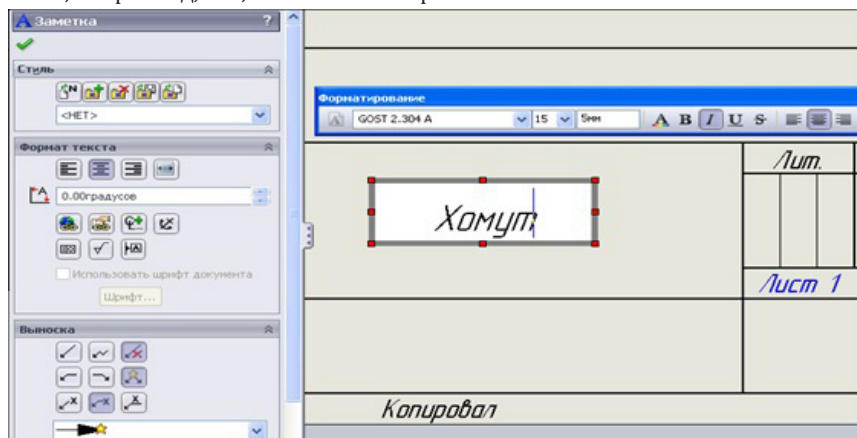 Заметка ?
Стиль
<НЕТ>
Формат текста
0.00градусов
Использовать шрифт документа
Шрифт...
Выноска
Форматирование
GOST 2.304 A 15 5мм A B I U S
Хомут
Лит.
Лист 1
Копировал